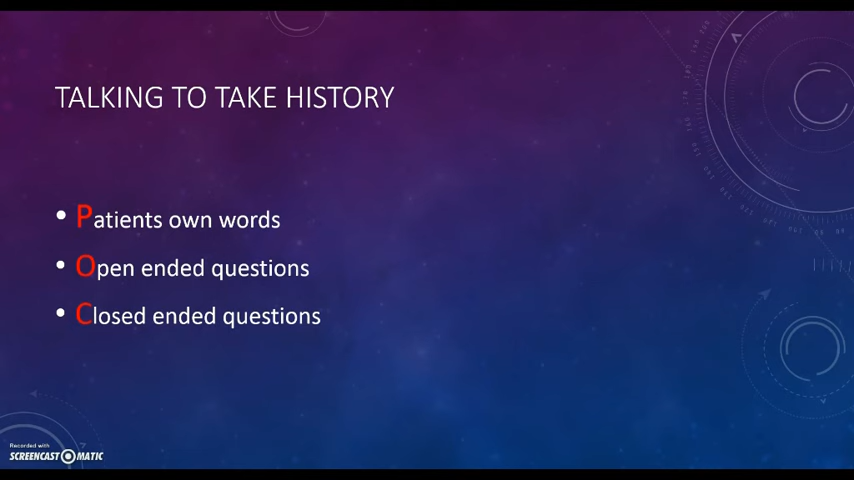 TALKING TO TAKE HISTORY
• Patients own words
• Open ended questions
• Closed ended questions
Recorded with
SCREENCAST-O-MATIC